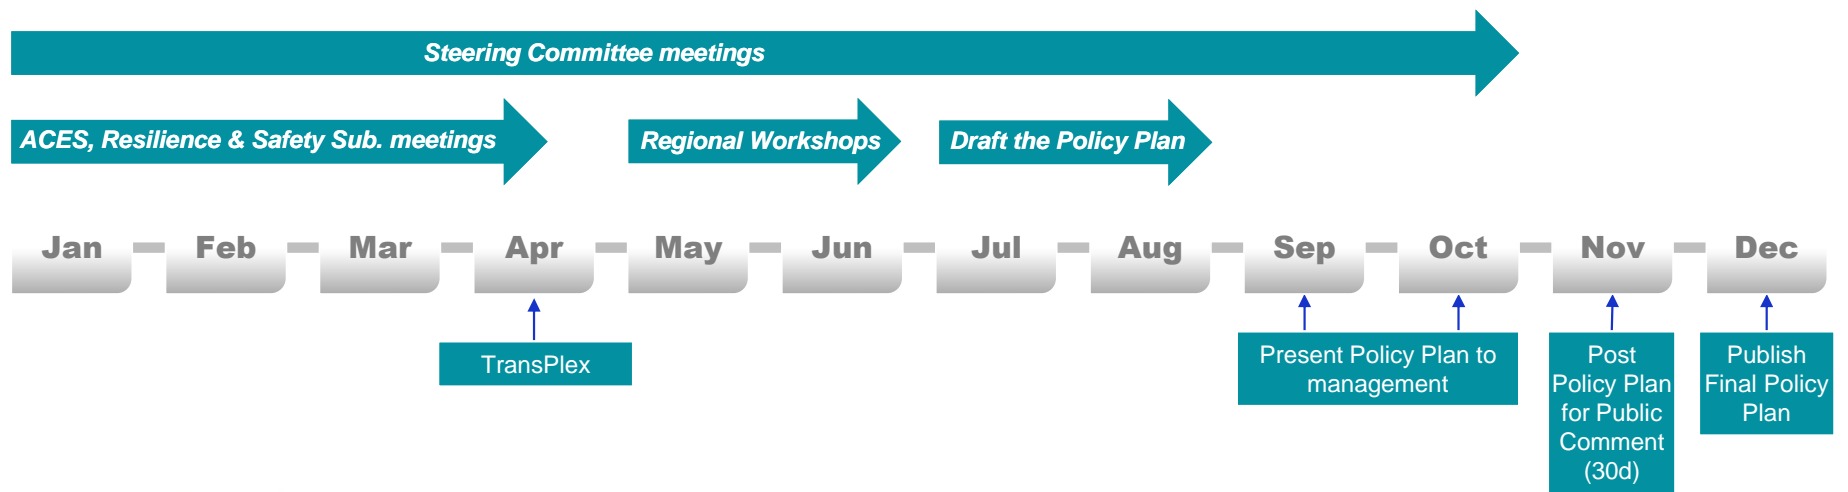 Steering Committee meetings
ACES, Resilience & Safety Sub. meetings
Regional Workshops
Draft the Policy Plan
Jan
Feb
Mar
Apr
May
Jun
Jul
Aug
Sep
Oct
Nov
Dec
TransPlex
Present Policy Plan to
management
Post
Policy Plan
for Public
Comment
(30d)
Publish
Final Policy
Plan